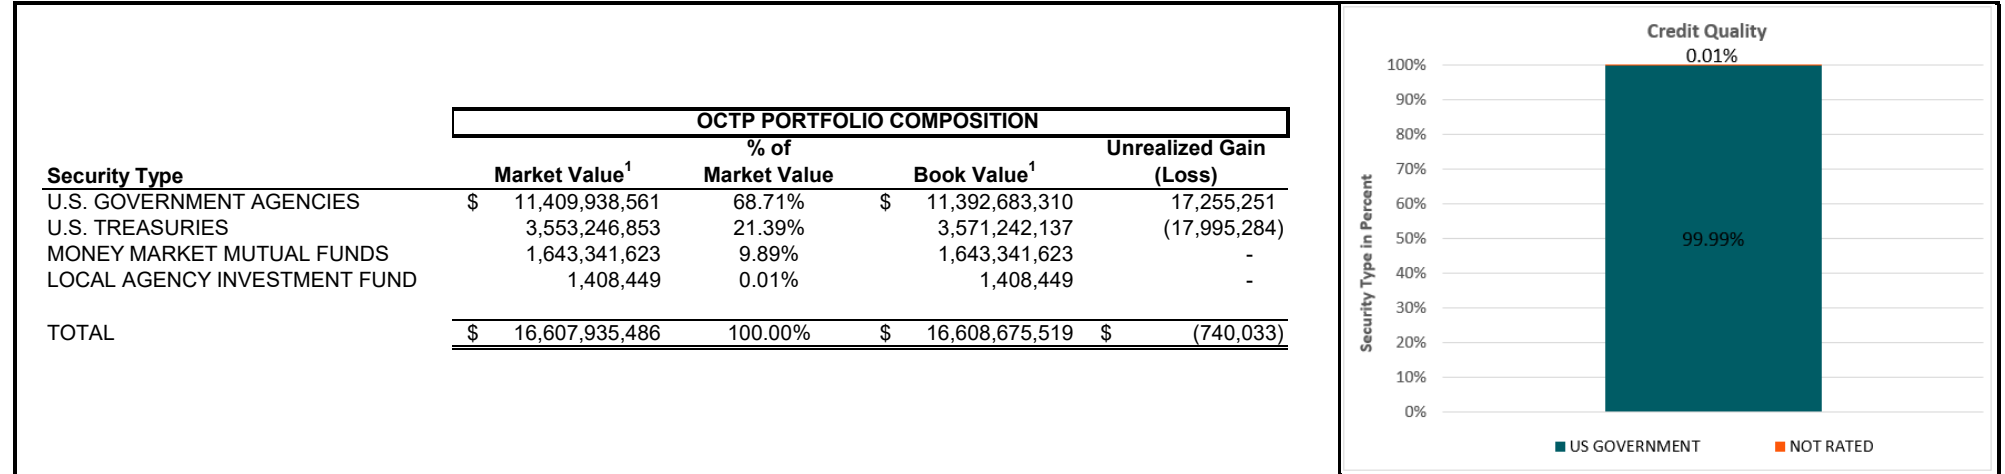 OCTP PORTFOLIO COMPOSITION
% of Unrealized Gain
Security Type Market Value1 Market Value Book Value1 (Loss)
U.S. GOVERNMENT AGENCIES $ 11,409,938,561 68.71% $ 11,392,683,310 17,255,251
U.S. TREASURIES 3,553,246,853 21.39% 3,571,242,137 (17,995,284)
MONEY MARKET MUTUAL FUNDS 1,643,341,623 9.89% 1,643,341,623 -
LOCAL AGENCY INVESTMENT FUND 1,408,449 0.01% 1,408,449 -
TOTAL $ 16,607,935,486 100.00% $ 16,608,675,519 $ (740,033)
Credit Quality
0.01%
100%
90%
80%
70%
60%
50%
40%
30%
20%
10%
0%
Security Type in Percent
99.99%
US GOVERNMENT NOT RATED